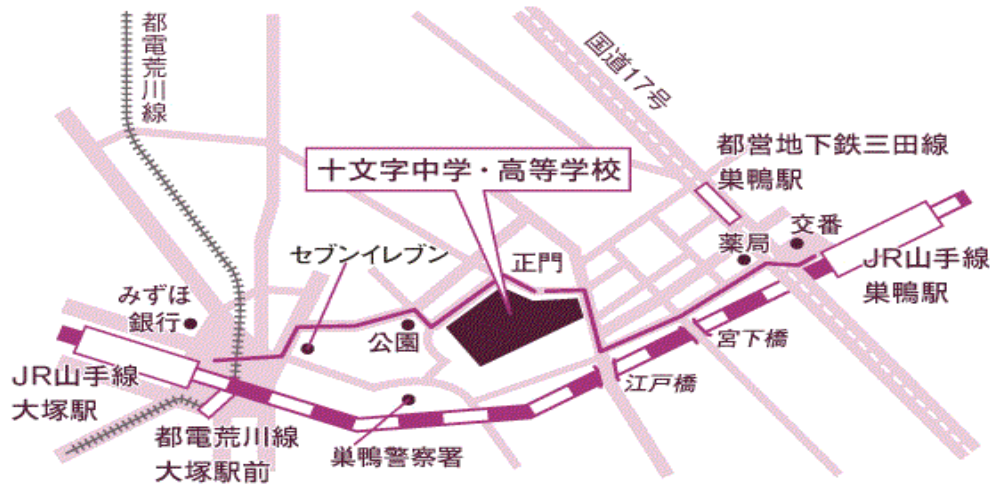 都電荒川線
国道17号
都営地下鉄三田線
巣鴨駅
十文字中学・高等学校
交番
薬局
正門
セブンイレブン
JR山手線
巣鴨駅
みずほ
銀行
公園
宮下橋
JR山手線
大塚駅
江戸橋
都電荒川線
大塚駅前
巣鴨警察署